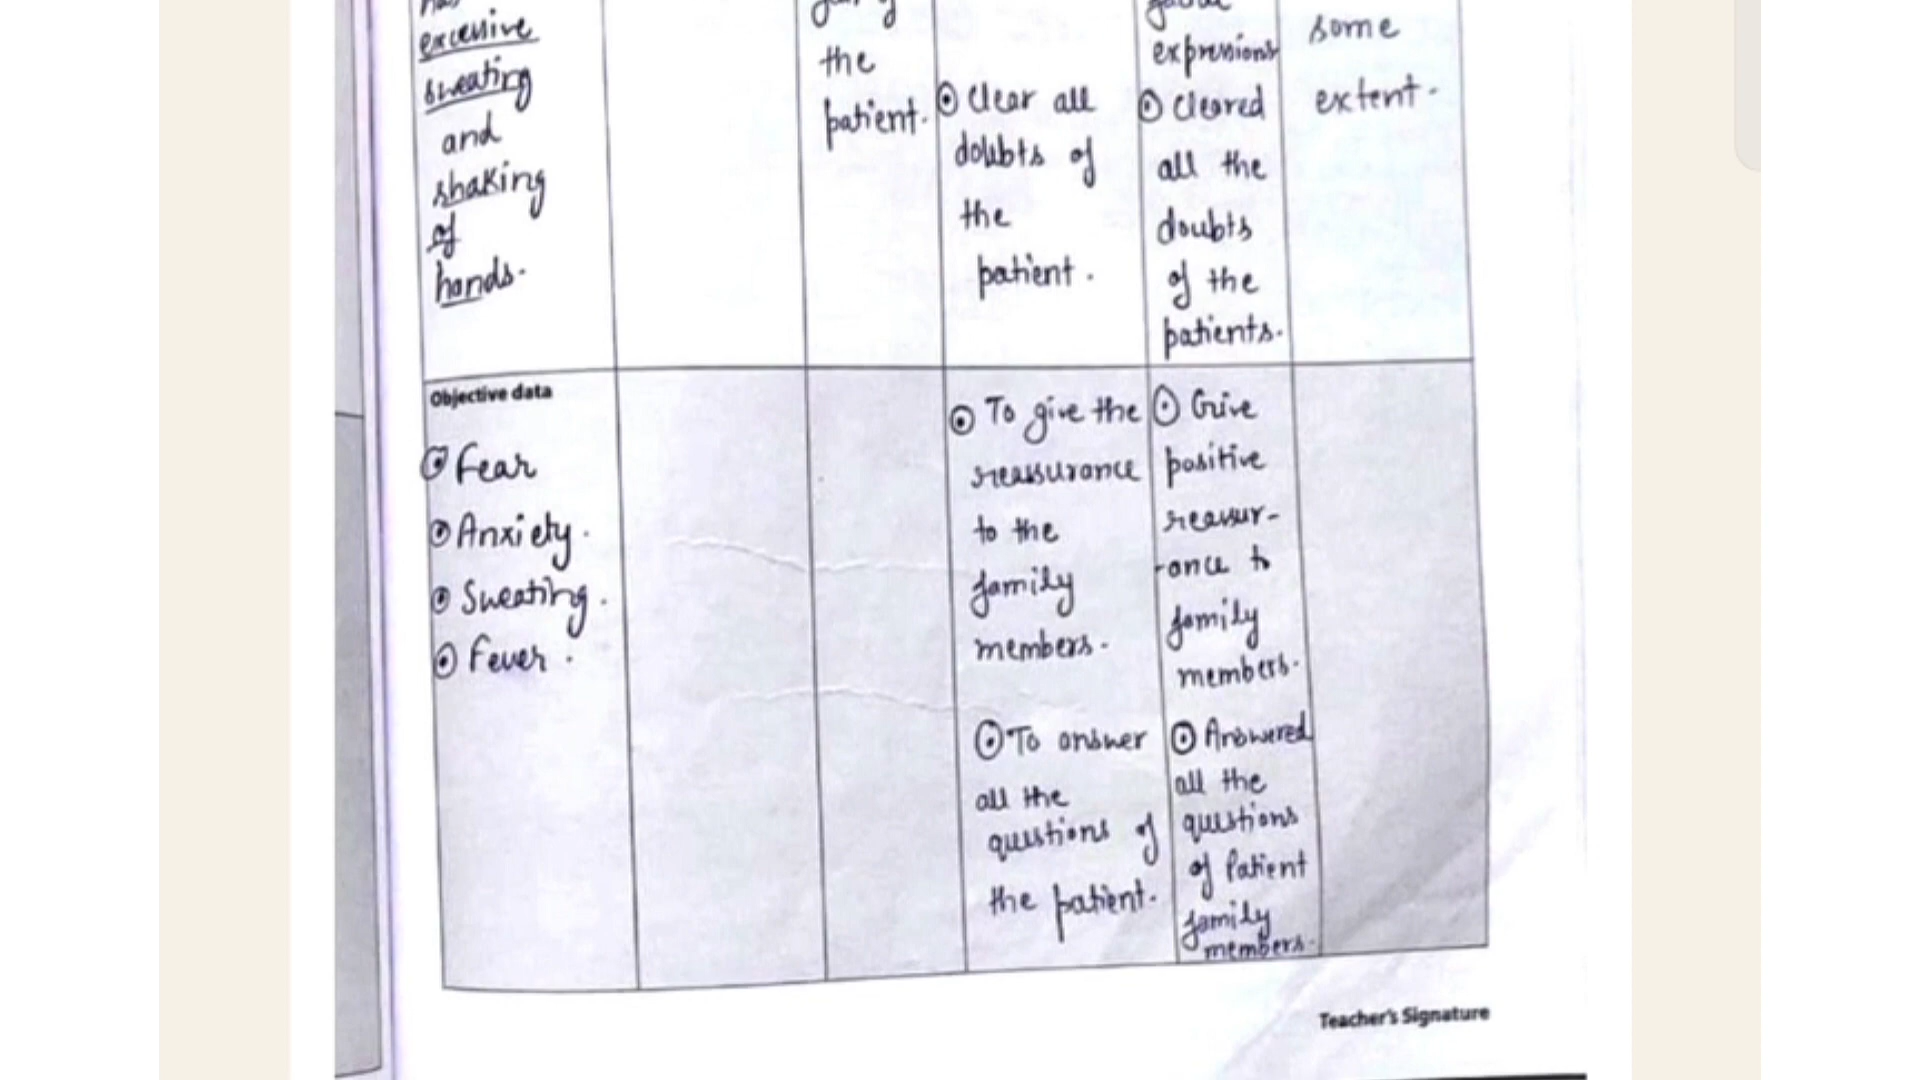 excessive
sweating
and
shaking
of
hands.
the
patient.
Clear all
doubts of
the
patient.
expressions
Cleared
all the
doubts
of the
patients.
some
extent.
Objective data
Fear
Anxiety.
Sweating.
Fever.
To give the
reassurance
to the
family
members.
To answer
all the
questions of
the patient.
Give
positive
reassur-
-ance to
family
members.
Answered
all the
questions
of Patient
family
members.
Teacher's Signature